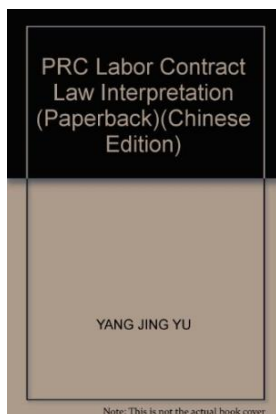 PRC Labor Contract
Law Interpretation
(Paperback)(Chinese
Edition)
YANG JING YU
Note: This is not the actual book cover